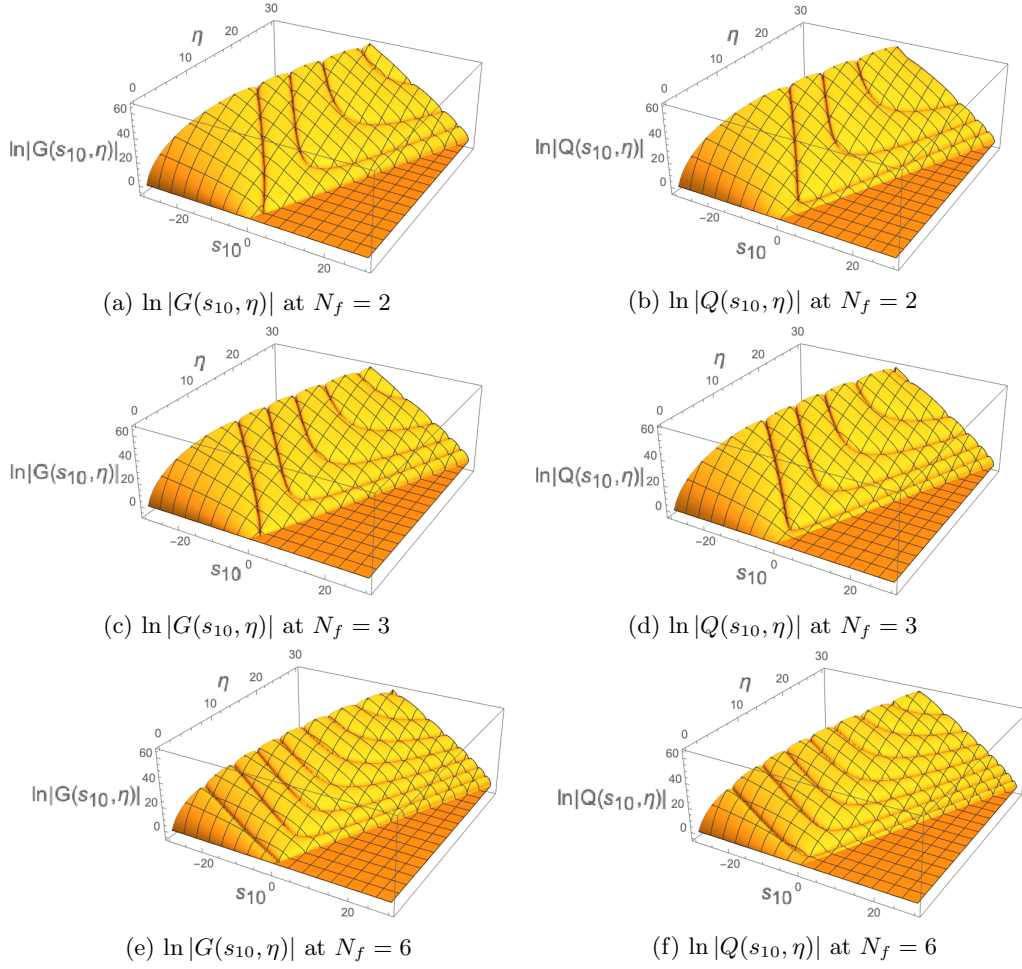 30
20
η
10
0
60
40
ln|G(s10,η)|
20
0
−20
0
s10
20
30
20
η
10
0
60
40
ln|Q(s10,η)|
20
0
−20
0
s10
20
(a) ln |G(s10, η)| at Nf = 2
(b) ln |Q(s10, η)| at Nf = 2
30
20
η
10
0
60
40
ln|G(s10,η)|
20
0
−20
0
s10
20
30
20
η
10
0
60
40
ln|Q(s10,η)|
20
0
−20
0
s10
20
(c) ln |G(s10, η)| at Nf = 3
(d) ln |Q(s10, η)| at Nf = 3
30
20
η
10
0
60
40
ln|G(s10,η)|
20
0
−20
0
s10
20
30
20
η
10
0
60
40
ln|Q(s10,η)|
20
0
−20
0
s10
20
(e) ln |G(s10, η)| at Nf = 6
(f) ln |Q(s10, η)| at Nf = 6